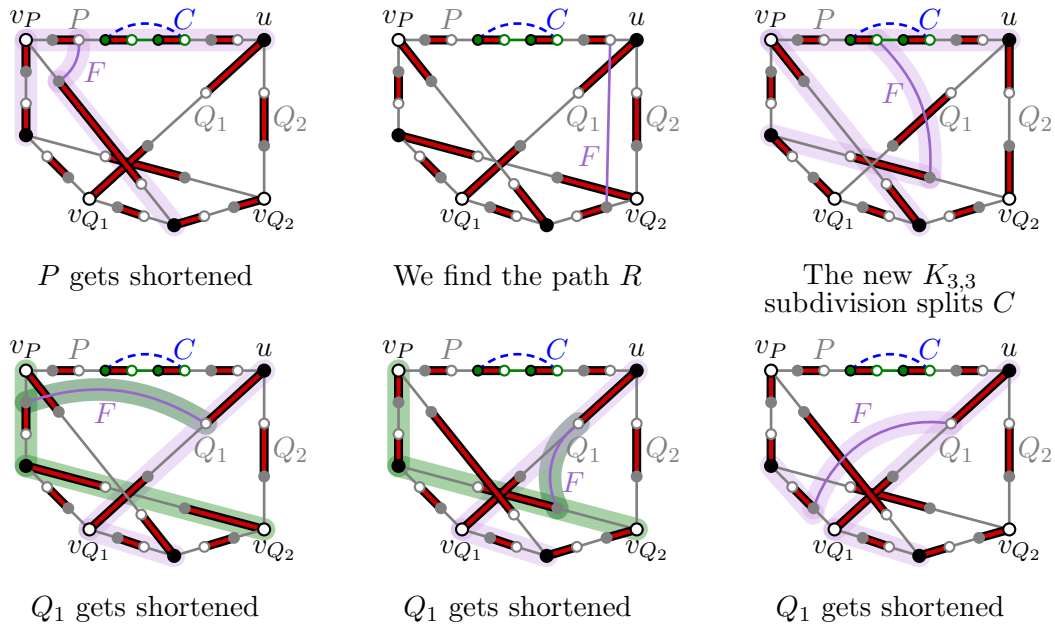 v_P P C u
F
Q_1 Q_2
v_{Q_1} v_{Q_2}
P gets shortened
C
Q_1 Q_2
F
v_{Q_1} v_{Q_2}
We find the path R
v_P P C u
F
Q_1 Q_2
v_{Q_1} v_{Q_2}
The new K_{3,3}
subdivision splits C
v_P P C u
F
Q_1 Q_2
v_{Q_1} v_{Q_2}
Q_1 gets shortened
v_P P C u
Q_1 Q_2
F
v_{Q_1} v_{Q_2}
Q_1 gets shortened
v_P P C u
F
Q_1 Q_2
v_{Q_1} v_{Q_2}
Q_1 gets shortened